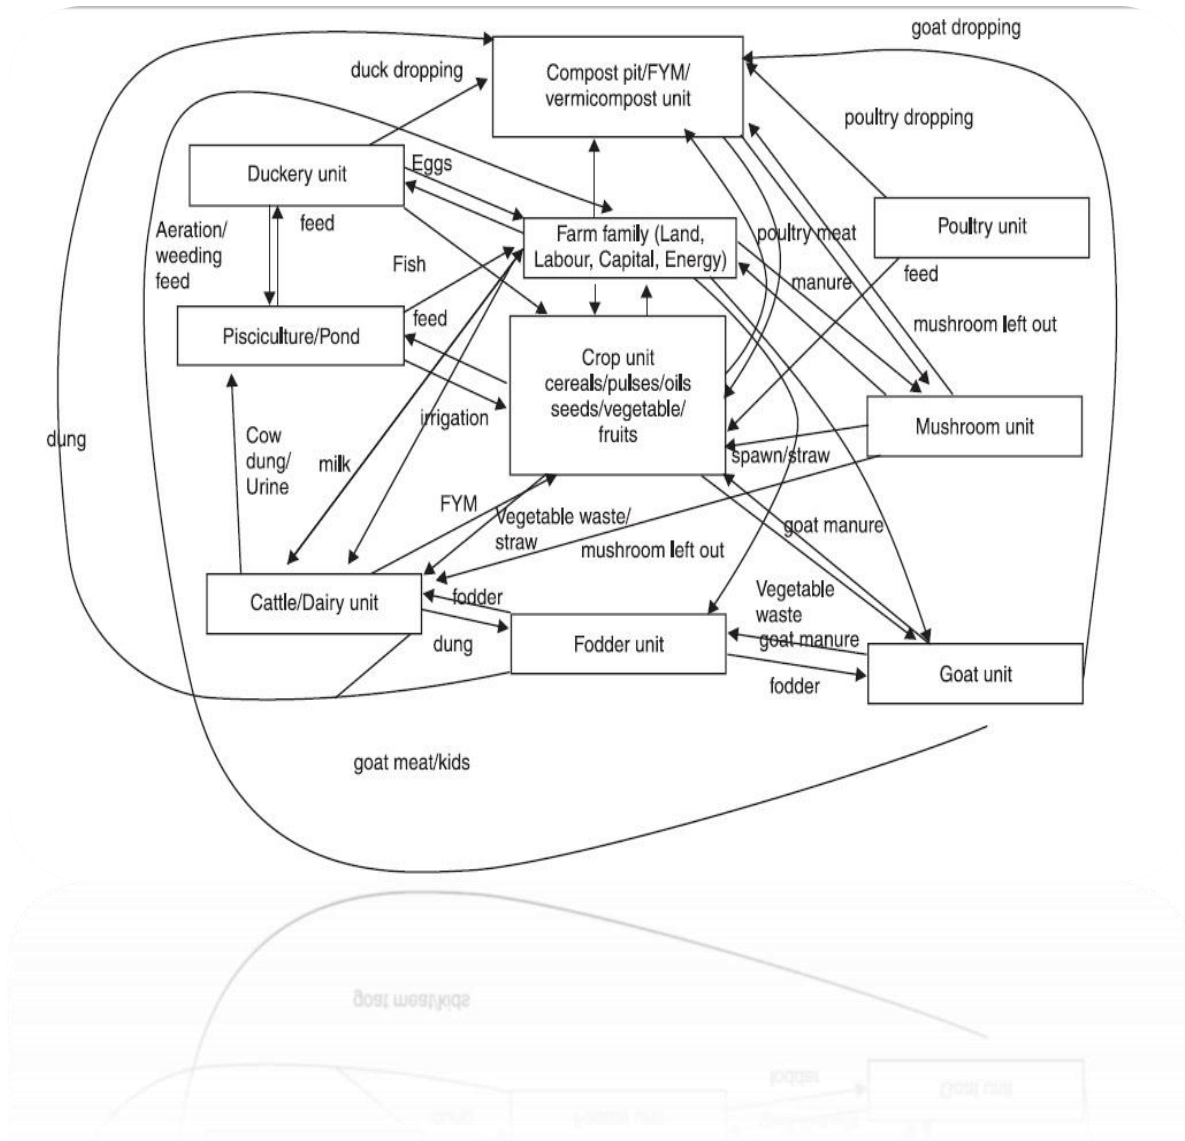 goat dropping
duck dropping
Compost pit/FYM/
vermicompost unit
poultry dropping
Duckery unit
Eggs
Aeration/
weeding
feed
feed
Farm family (Land,
Labour, Capital, Energy)
poultry meat
Poultry unit
Fish
manure
feed
Pisciculture/Pond
feed
mushroom left out
Crop unit
cereals/pulses/oils
seeds/vegetable/
fruits
irrigation
Mushroom unit
dung
Cow
dung/
Urine
milk
spawn/straw
FYM
Vegetable waste/
straw
mushroom left out
goat manure
Cattle/Dairy unit
fodder
Vegetable
waste
dung
Fodder unit
goat manure
fodder
Goat unit
goat meat/kids